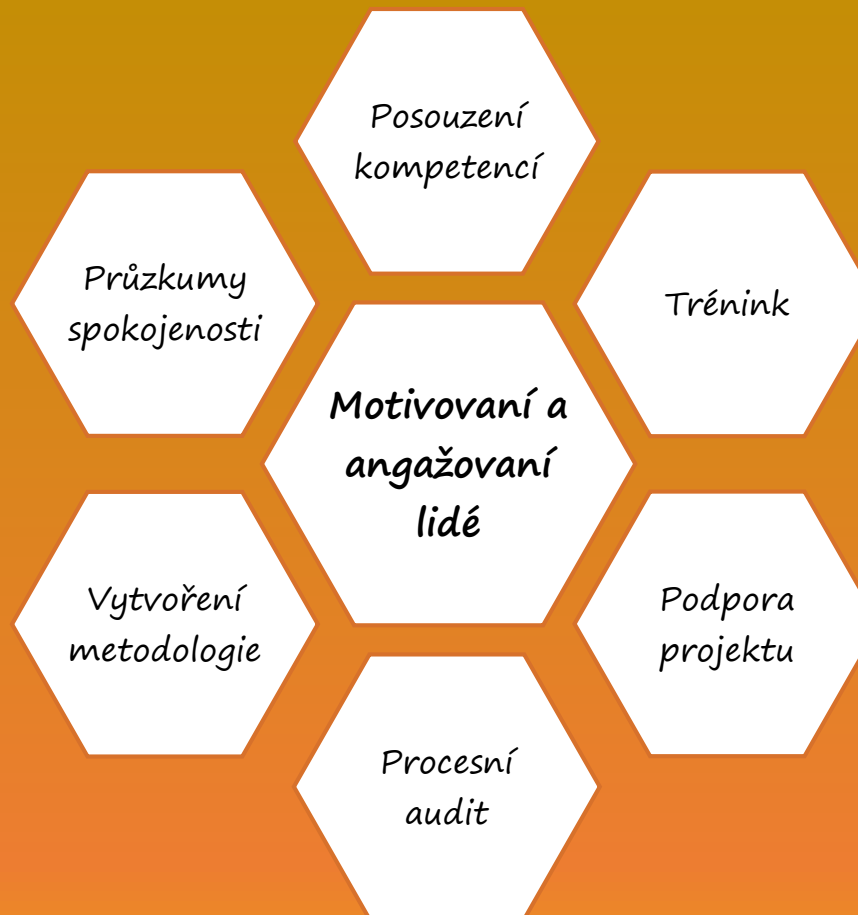 Posouzení
kompetencí
Průzkumy
spokojenosti
Trénink
Motivovaní a
angažovaní
lidé
Vytvoření
metodologie
Podpora
projektu
Procesní
audit